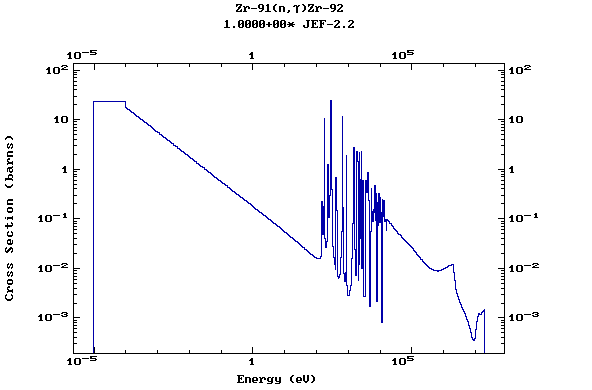 Zr-91(n,γ)Zr-92
1.0000+00* JEF-2.2
10⁻⁵ 1 10⁵
10² 10²
10 10
1 1
10⁻¹ 10⁻¹
10⁻² 10⁻²
10⁻³ 10⁻³
10⁻⁵ 1 10⁵
Cross Section (barns)
Energy (eV)